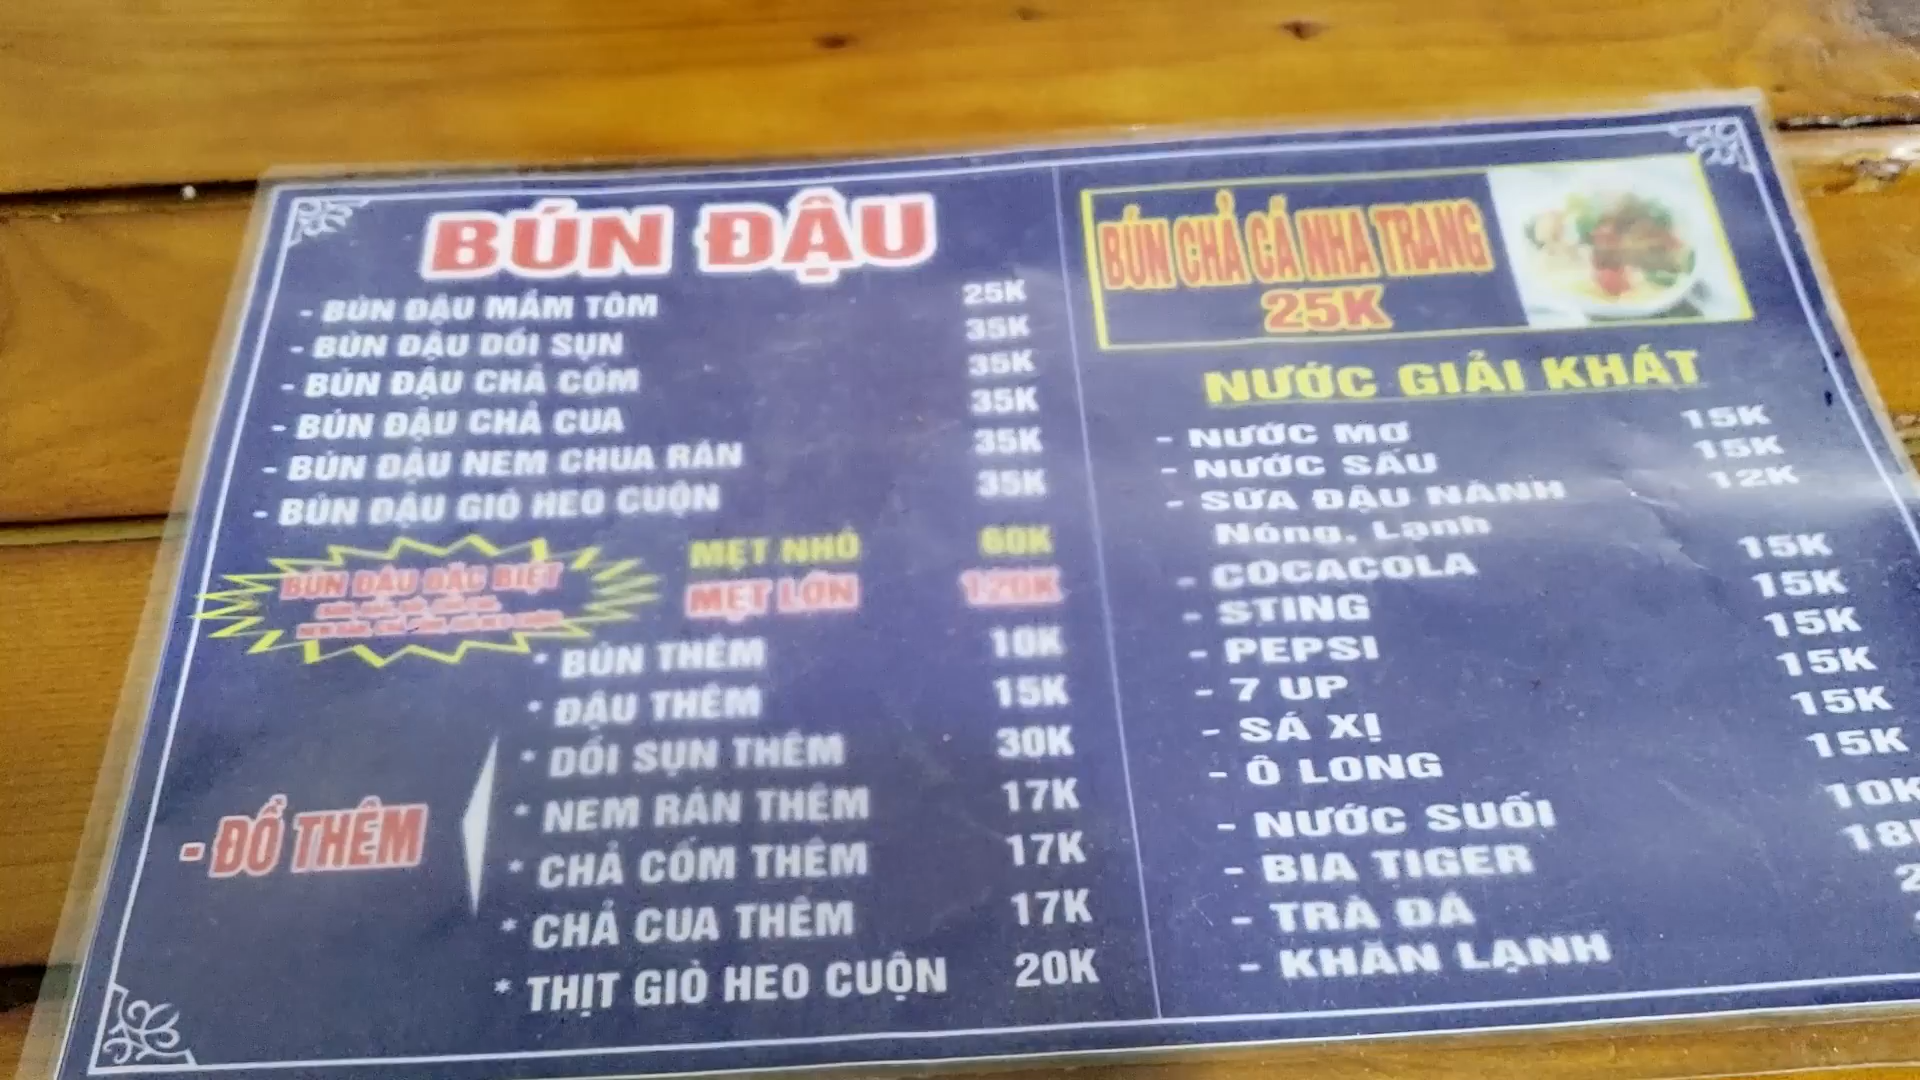 BÚN ĐẬU
- BÚN ĐẬU MẮM TÔM 25K
- BÚN ĐẬU DỒI SỤN 35K
- BÚN ĐẬU CHẢ CỐM 35K
- BÚN ĐẬU CHẢ CUA 35K
- BÚN ĐẬU NEM CHUA RÁN 35K
- BÚN ĐẬU GIÒ HEO CUỘN 35K
BÚN ĐẬU ĐẶC BIỆT
MẸT NHỎ 60K
MẸT LỚN 120K
- ĐỒ THÊM
* BÚN THÊM 10K
* ĐẬU THÊM 15K
* DỒI SỤN THÊM 30K
* NEM RÁN THÊM 17K
* CHẢ CỐM THÊM 17K
* CHẢ CUA THÊM 17K
* THỊT GIÒ HEO CUỘN 20K
BÚN CHẢ CÁ NHA TRANG
25K
NƯỚC GIẢI KHÁT
- NƯỚC MƠ 15K
- NƯỚC SẤU 15K
- SỮA ĐẬU NÀNH 12K
Nóng, Lạnh
- COCACOLA 15K
- STING 15K
- PEPSI 15K
- 7 UP 15K
- SÁ XỊ 15K
- Ô LONG 15K
- NƯỚC SUỐI 10K
- BIA TIGER 18
- TRÀ ĐÁ
- KHĂN LẠNH